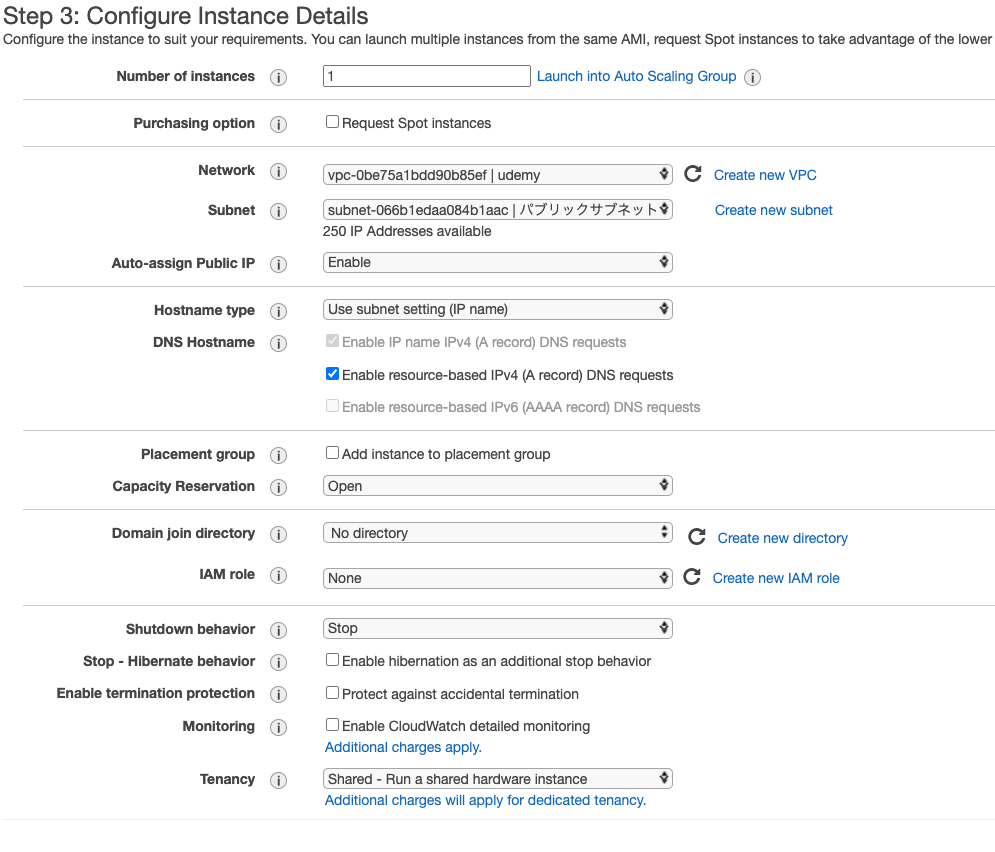 Step 3: Configure Instance Details
Configure the instance to suit your requirements. You can launch multiple instances from the same AMI, request Spot instances to take advantage of the lower
Number of instances 1 Launch into Auto Scaling Group
Purchasing option Request Spot instances
Network vpc-0be75a1bdd90b85ef | udemy Create new VPC
Subnet subnet-066b1edaa084b1aac | パブリックサブネット Create new subnet
250 IP Addresses available
Auto-assign Public IP Enable
Hostname type Use subnet setting (IP name)
DNS Hostname Enable IP name IPv4 (A record) DNS requests
Enable resource-based IPv4 (A record) DNS requests
Enable resource-based IPv6 (AAAA record) DNS requests
Placement group Add instance to placement group
Capacity Reservation Open
Domain join directory No directory Create new directory
IAM role None Create new IAM role
Shutdown behavior Stop
Stop - Hibernate behavior Enable hibernation as an additional stop behavior
Enable termination protection Protect against accidental termination
Monitoring Enable CloudWatch detailed monitoring
Additional charges apply.
Tenancy Shared - Run a shared hardware instance
Additional charges will apply for dedicated tenancy.